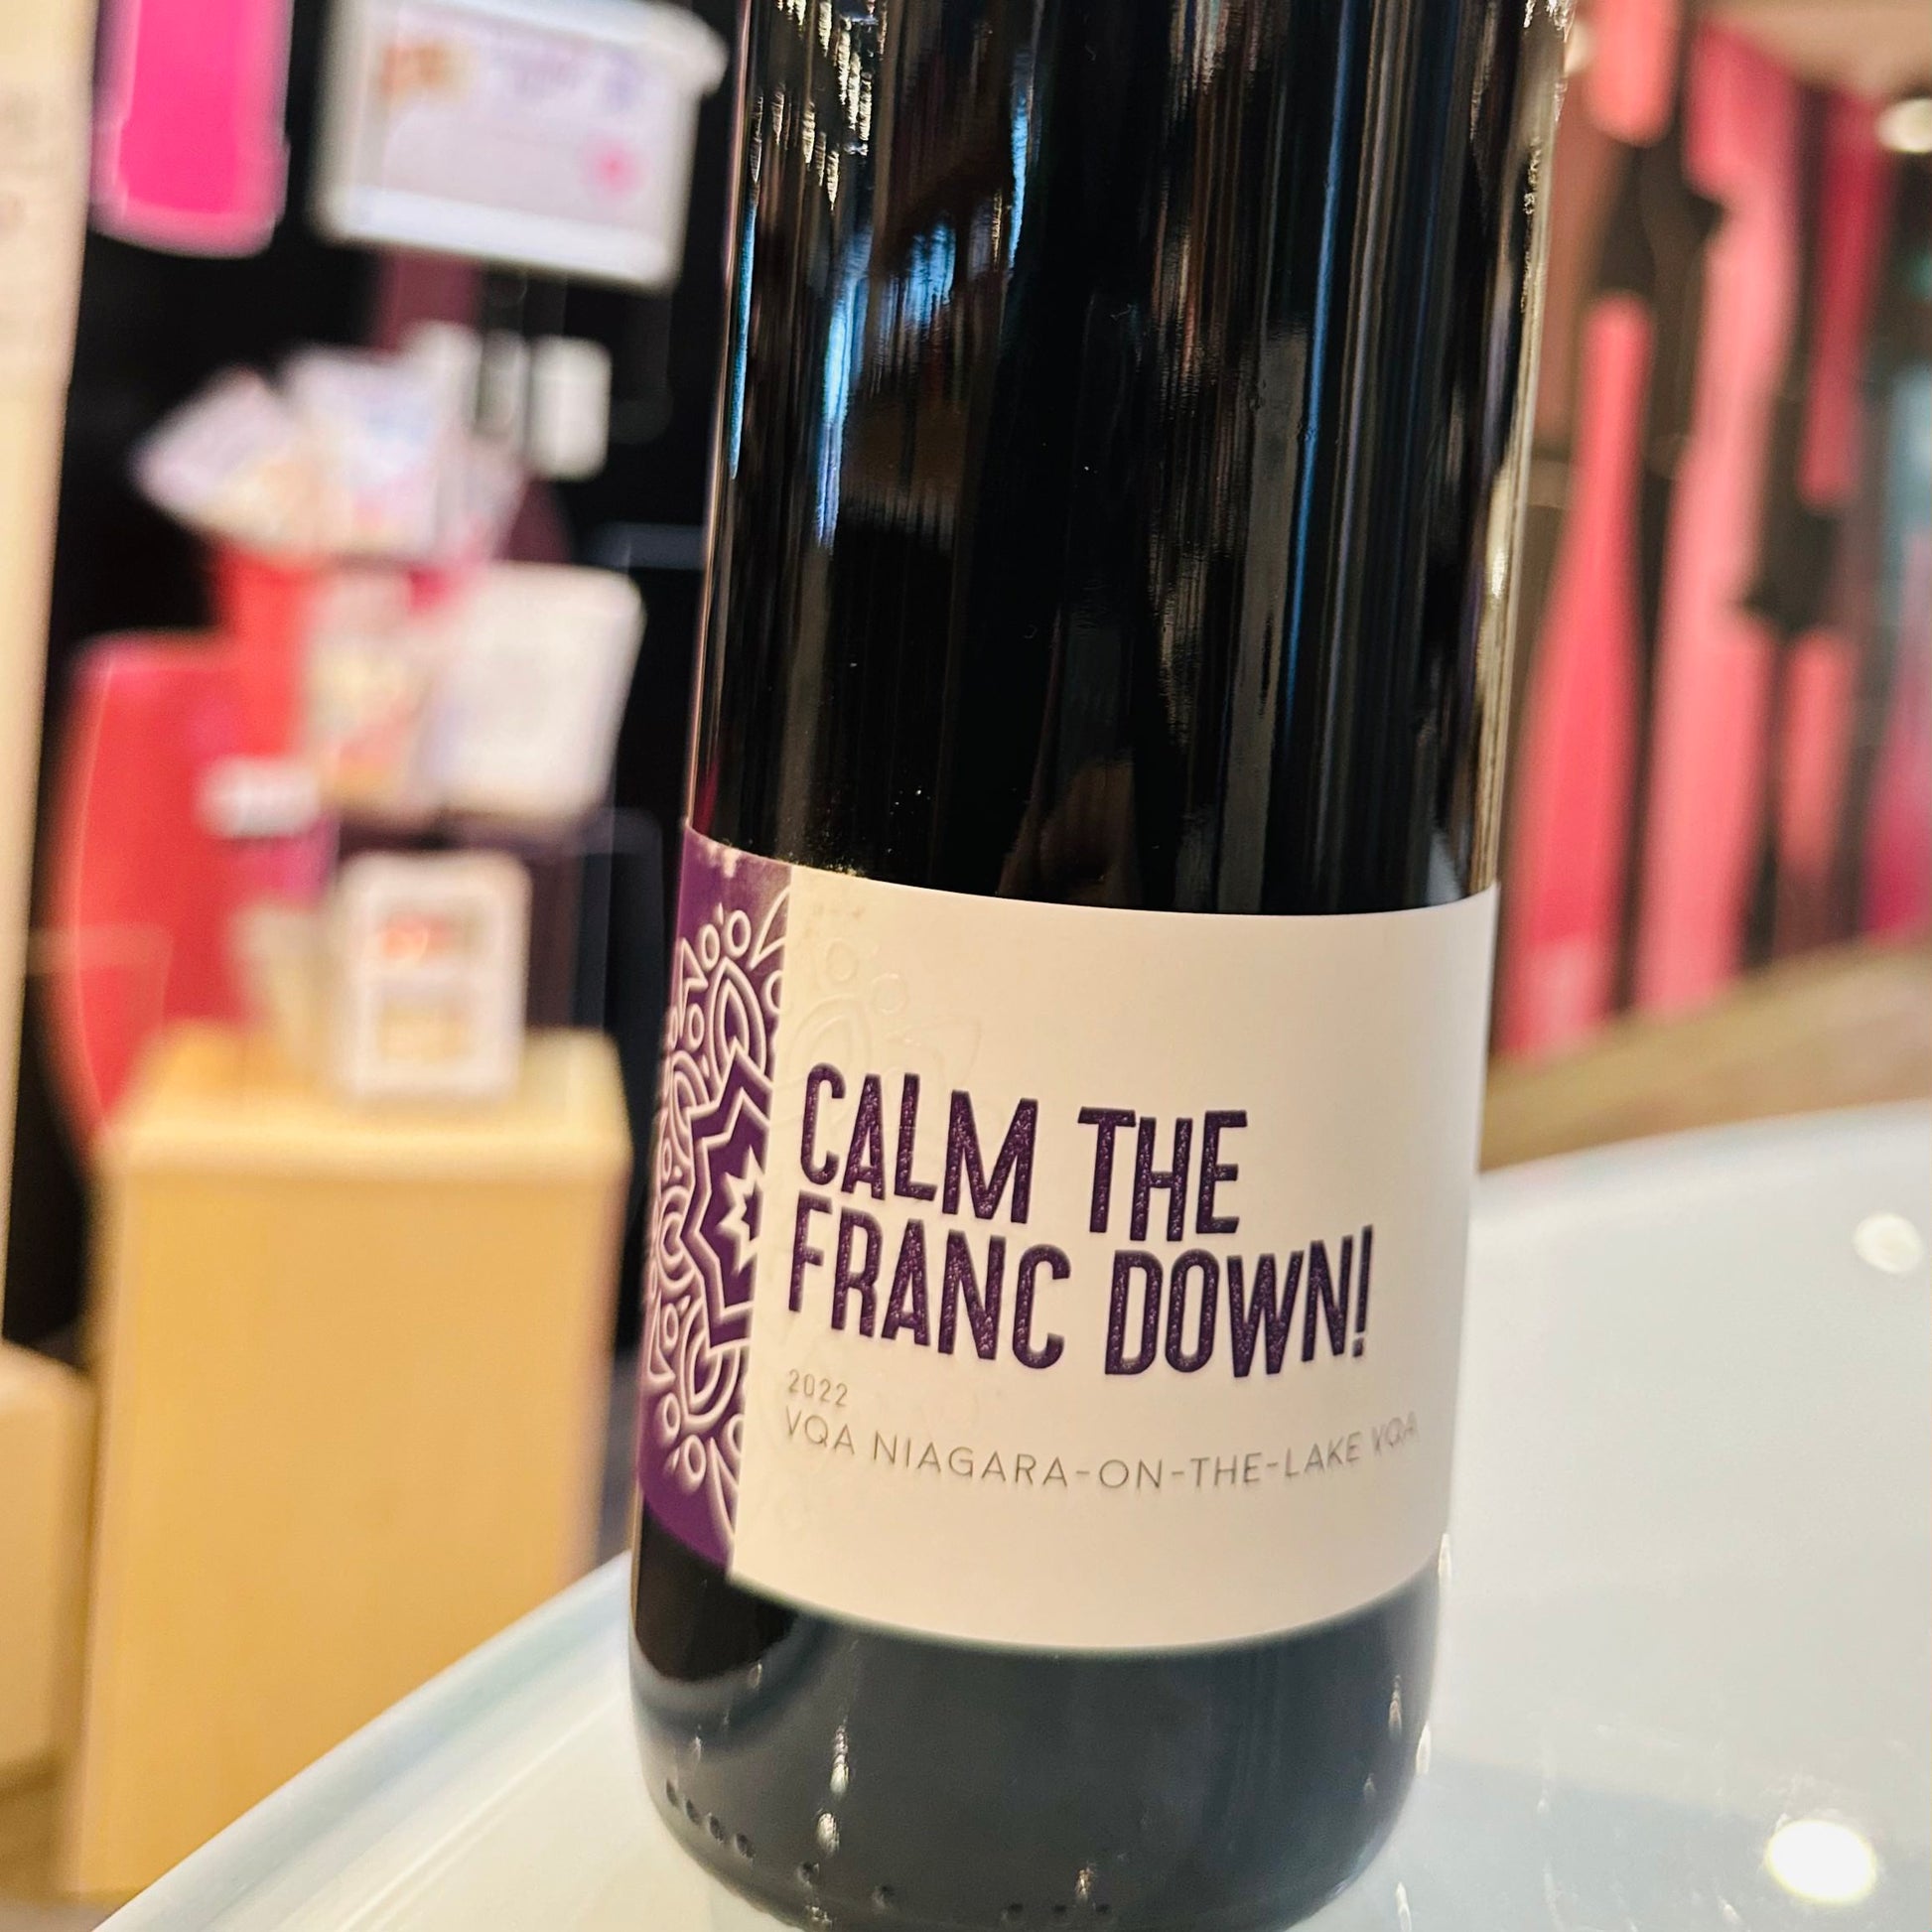 CALM THE
FRANC DOWN!
2022
VQA NIAGARA-ON-THE-LAKE VQA